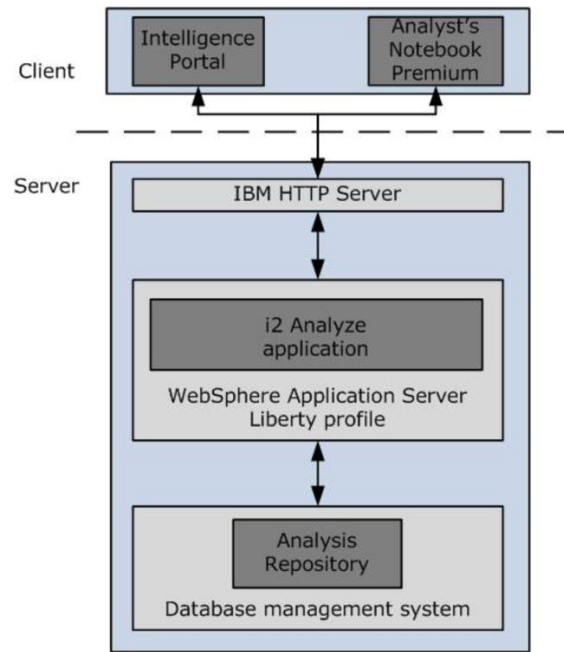 Client
Intelligence
Portal
Analyst's
Notebook
Premium
Server
IBM HTTP Server
i2 Analyze
application
WebSphere Application Server
Liberty profile
Analysis
Repository
Database management system